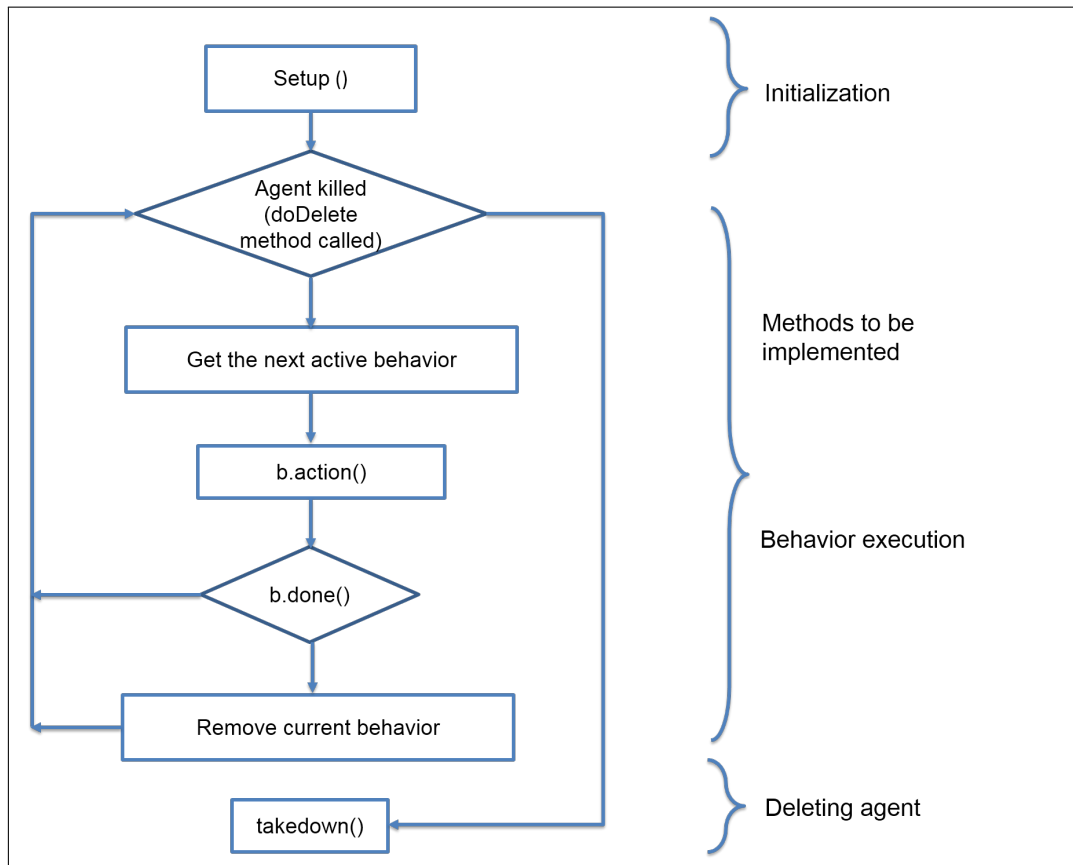 Setup ()
Initialization
Agent killed
(doDelete
method called)
Methods to be
implemented
Get the next active behavior
b.action()
Behavior execution
b.done()
Remove current behavior
Deleting agent
takedown()